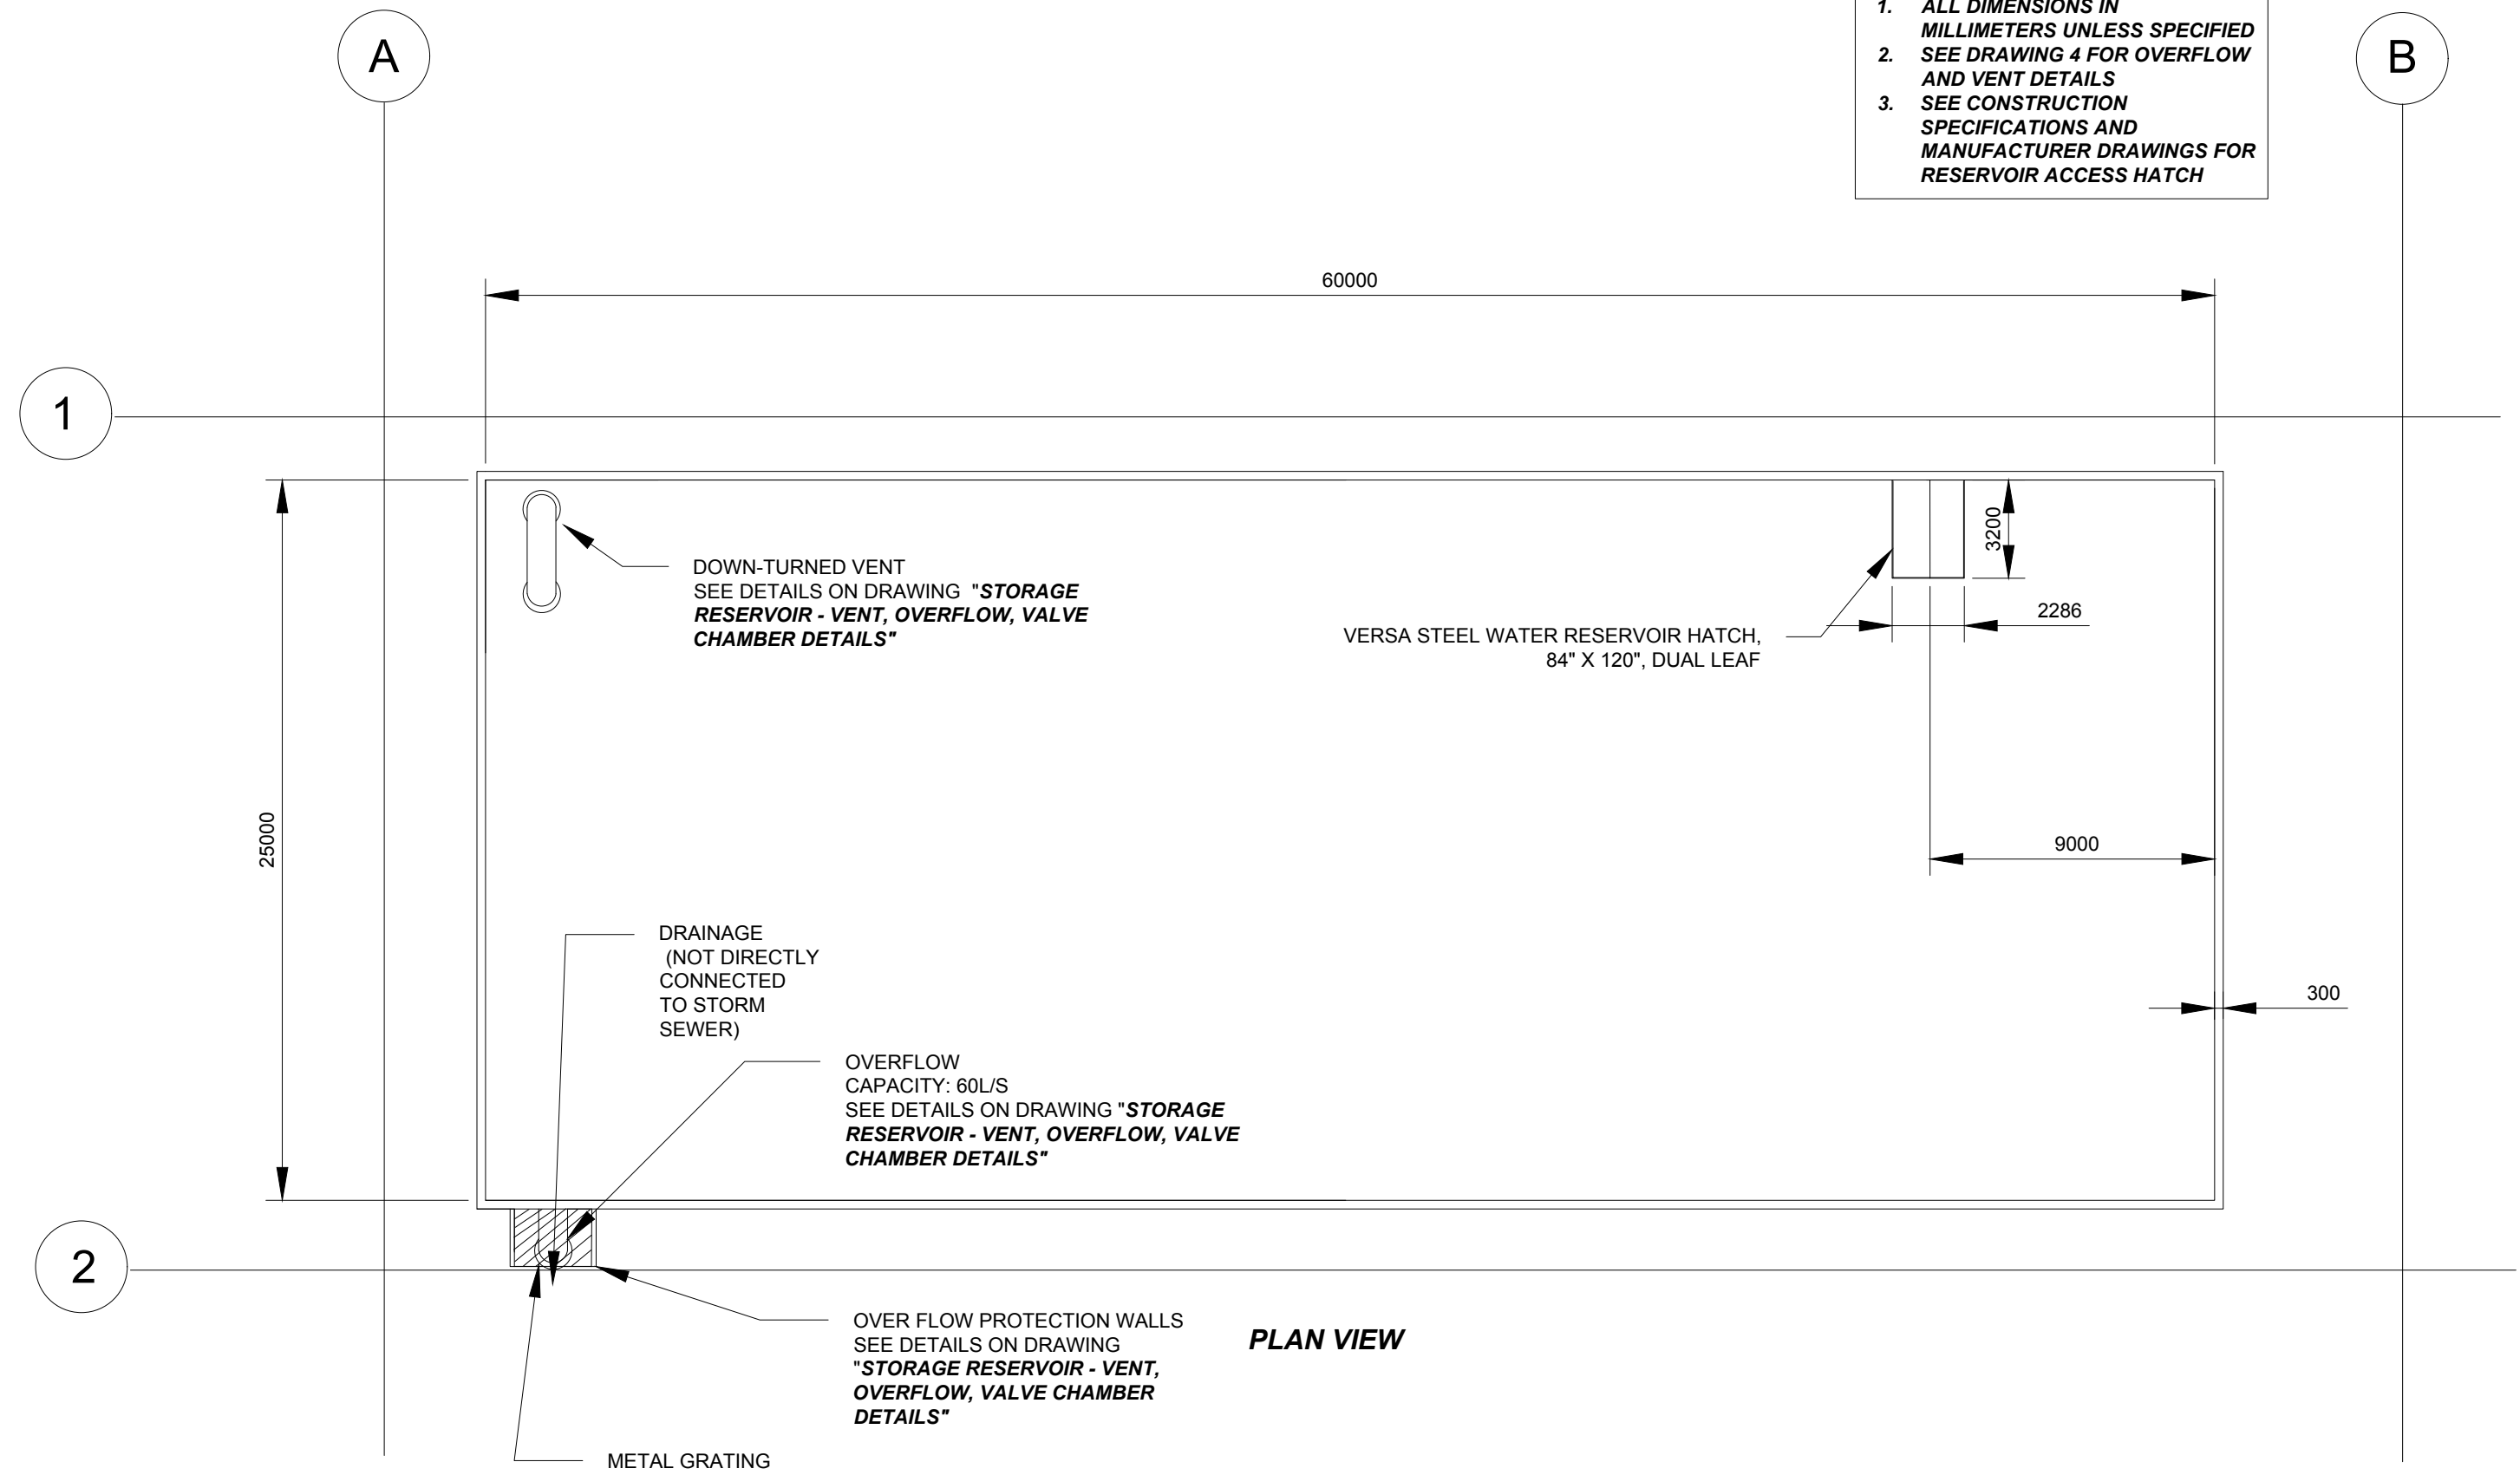 1. ALL DIMENSIONS IN
MILLIMETERS UNLESS SPECIFIED
2. SEE DRAWING 4 FOR OVERFLOW
AND VENT DETAILS
3. SEE CONSTRUCTION
SPECIFICATIONS AND
MANUFACTURER DRAWINGS FOR
RESERVOIR ACCESS HATCH
A
B
60000
1
3200
DOWN-TURNED VENT
SEE DETAILS ON DRAWING "STORAGE
RESERVOIR - VENT, OVERFLOW, VALVE
CHAMBER DETAILS"
2286
VERSA STEEL WATER RESERVOIR HATCH,
84" X 120", DUAL LEAF
25000
9000
DRAINAGE
(NOT DIRECTLY
CONNECTED
TO STORM
SEWER)
300
OVERFLOW
CAPACITY: 60L/S
SEE DETAILS ON DRAWING "STORAGE
RESERVOIR - VENT, OVERFLOW, VALVE
CHAMBER DETAILS"
2
OVER FLOW PROTECTION WALLS
SEE DETAILS ON DRAWING
"STORAGE RESERVOIR - VENT,
OVERFLOW, VALVE CHAMBER
DETAILS"
PLAN VIEW
METAL GRATING